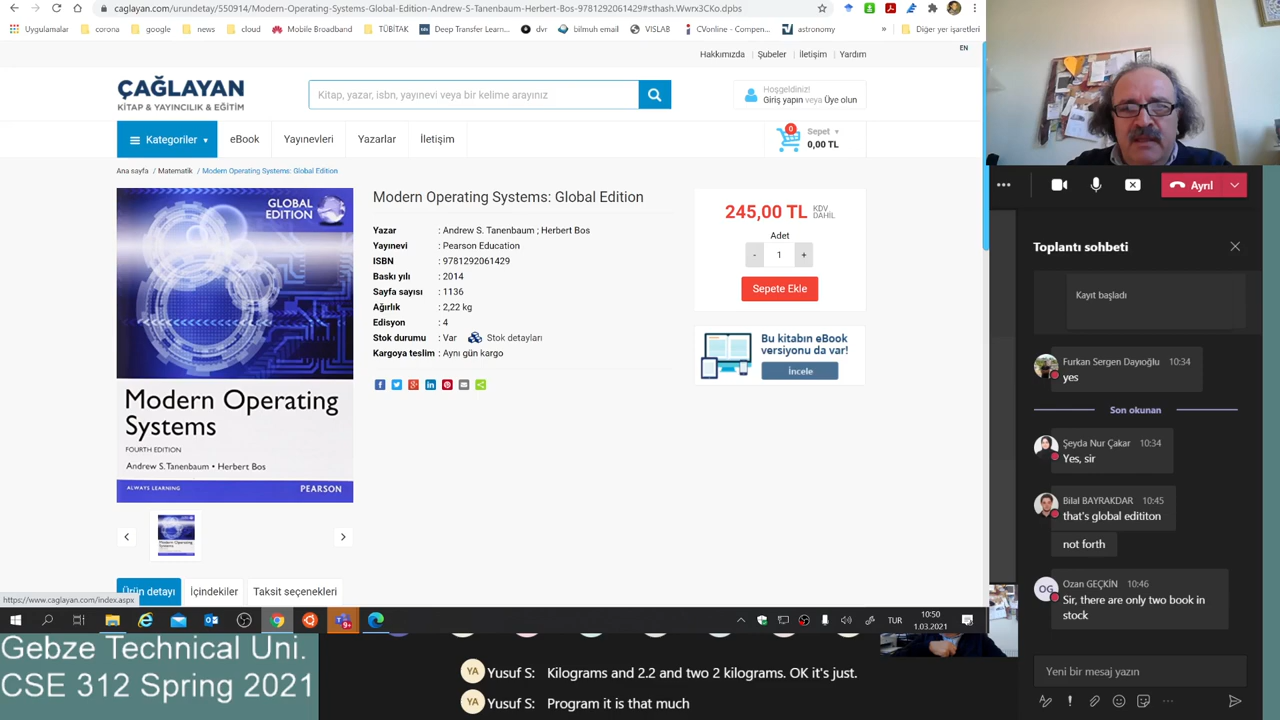 caglayan.com/urundetay/550914/Modern-Operating-Systems-Global-Edition-Andrew-S-Tanenbaum-Herbert-Bos-9781292061429#sthash.Wwrx3CKo.dpbs
Uygulamalar corona google news cloud Mobile Broadband TÜBİTAK Deep Transfer Learn... dvr bilmuh email VISLAB CVonline - Compen... astronomy » Diğer yer işaretleri
EN
Hakkımızda Şubeler İletişim Yardım
ÇAĞLAYAN
KİTAP & YAYINCILIK & EĞİTİM
Kitap, yazar, isbn, yayınevi veya bir kelime arayınız
Hoşgeldiniz!
Giriş yapın veya Üye olun
Kategoriler eBook Yayınevleri Yazarlar İletişim
0 Sepet
0,00 TL
Ana sayfa / Matematik / Modern Operating Systems: Global Edition
GLOBAL
EDITION
Modern Operating
Systems
FOURTH EDITION
Andrew S. Tanenbaum • Herbert Bos
ALWAYS LEARNING PEARSON
Modern Operating Systems: Global Edition
Yazar : Andrew S. Tanenbaum ; Herbert Bos
Yayınevi : Pearson Education
ISBN : 9781292061429
Baskı yılı : 2014
Sayfa sayısı : 1136
Ağırlık : 2,22 kg
Edisyon : 4
Stok durumu : Var Stok detayları
Kargoya teslim : Aynı gün kargo
245,00 TL KDV
DAHİL
Adet
- 1 +
Sepete Ekle
Bu kitabın eBook
versiyonu da var!
İncele
Ürün detayı İçindekiler Taksit seçenekleri
https://www.caglayan.com/index.aspx
TUR
10:50
1.03.2021
Ayrıl
Toplantı sohbeti
Kayıt başladı
Furkan Sergen Dayıoğlu 10:34
yes
Son okunan
Şeyda Nur Çakar 10:34
Yes, sir
Bilal BAYRAKDAR 10:45
that's global edititon
not forth
OG Ozan GEÇKİN 10:46
Sir, there are only two book in
stock
Yeni bir mesaj yazın
Gebze Technical Uni.
CSE 312 Spring 2021
YA Yusuf S: Kilograms and 2.2 and two 2 kilograms. OK it's just.
YA Yusuf S: Program it is that much